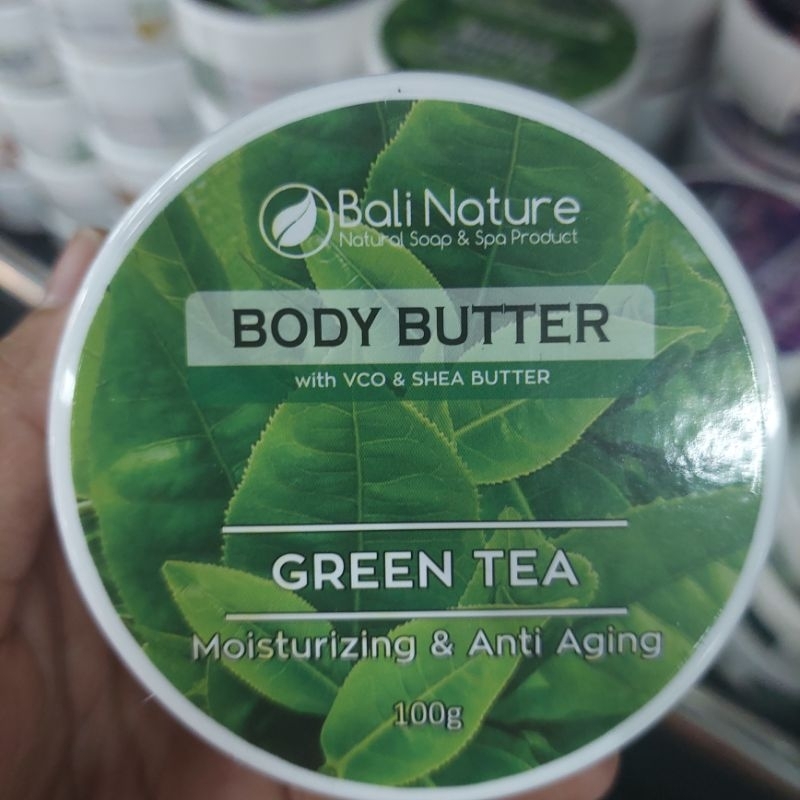 Bali Nature
Natural Soap & Spa Product
BODY BUTTER
with VCO & SHEA BUTTER
GREEN TEA
Moisturizing & Anti Aging
100g